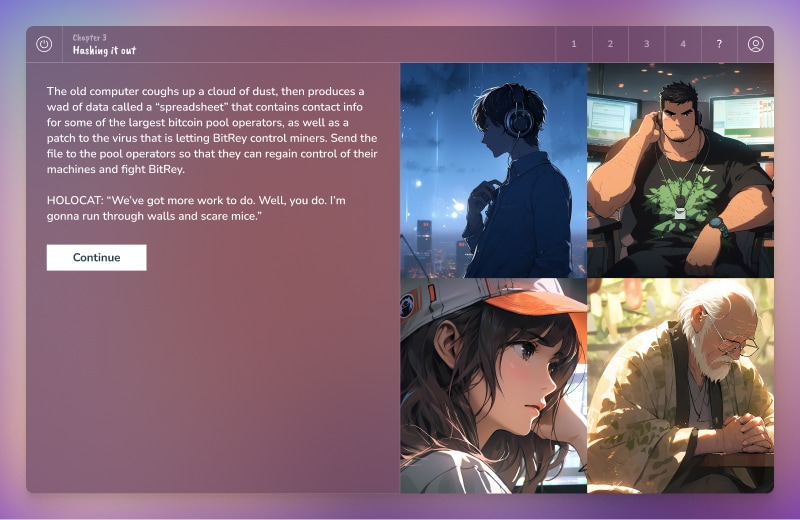 Chapter 3
Hashing it out
1 2 3 4 ?
The old computer coughs up a cloud of dust, then produces a
wad of data called a “spreadsheet” that contains contact info
for some of the largest bitcoin pool operators, as well as a
patch to the virus that is letting BitRey control miners. Send the
file to the pool operators so that they can regain control of their
machines and fight BitRey.
HOLOCAT: “We’ve got more work to do. Well, you do. I’m
gonna run through walls and scare mice.”
Continue